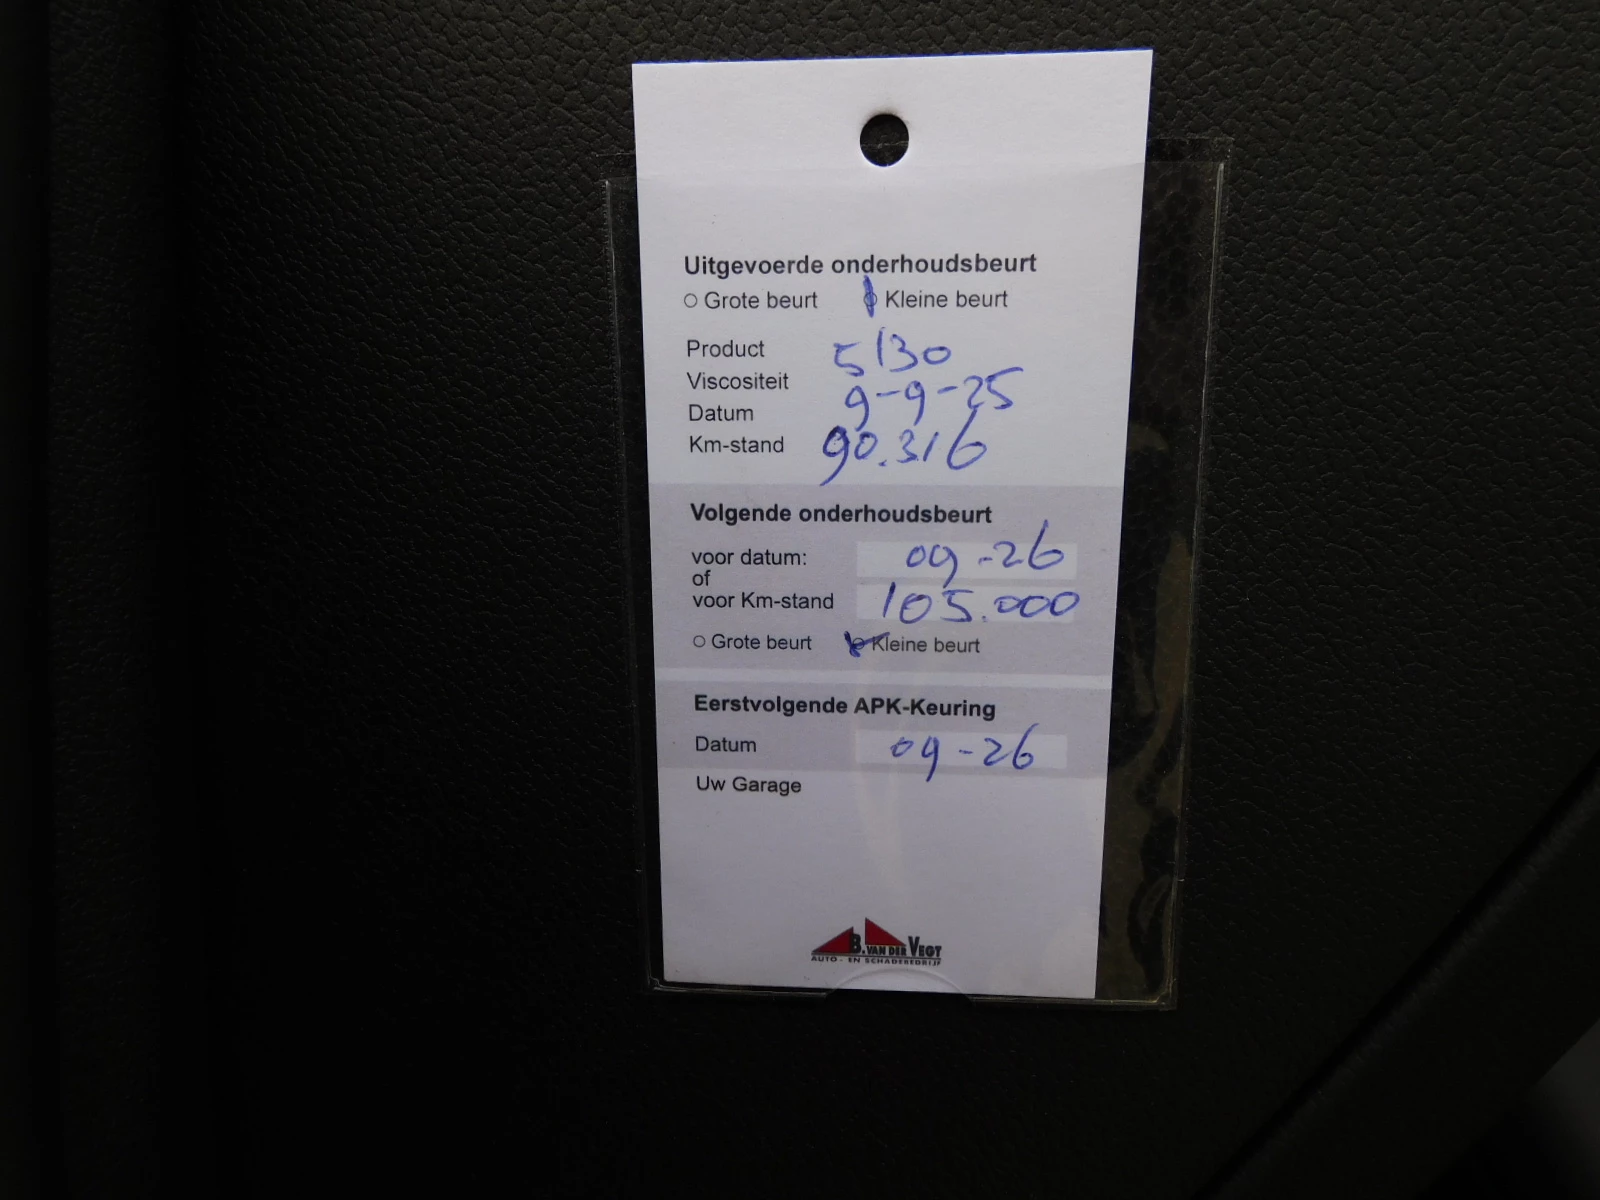 Uitgevoerde onderhoudsbeurt
Grote beurt Kleine beurt
Product 5/30
Viscositeit 9-9-25
Datum
Km-stand 90.316
Volgende onderhoudsbeurt
voor datum: 09-26
of
voor Km-stand 105.000
Grote beurt Kleine beurt
Eerstvolgende APK-Keuring
Datum 09-26
Uw Garage
B. VAN DER VEGT
AUTO - EN SCHADEBEDRIJF